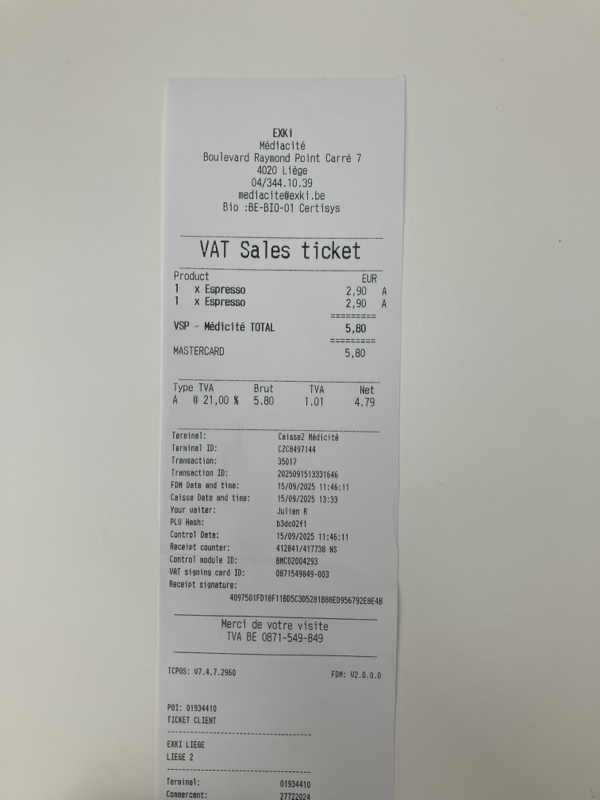 EXKi
Médiacité
Boulevard Raymond Point Carré 7
4020 Liège
04/344.10.39
mediacite@exki.be
Bio :BE-BIO-01 Certisys
VAT Sales ticket
Product EUR
1 x Espresso 2,90 A
1 x Espresso 2,90 A
=========
VSP - Médicité TOTAL 5,80
=========
MASTERCARD 5,80
Type TVA Brut TVA Net
A @ 21,00 % 5.80 1.01 4.79
Terminal: Caisse2 Médicité
Terminal ID: CZC8497144
Transaction: 35017
Transaction ID: 2025091513331646
FDM Date and time: 15/09/2025 11:46:11
Caisse Date and time: 15/09/2025 13:33
Your waiter: Julien R
PLU Hash: b3dc02f1
Control Data: 15/09/2025 11:46:11
Receipt counter: 412841/417738 NS
Control module ID: BMC02004293
VAT signing card ID: 0871549849-003
Receipt signature:
4097501FD18F11BD5C3D5281B88ED956792E8E4B
Merci de votre visite
TVA BE 0871-549-849
TCPOS: V7.4.7.2960 FDM: V2.0.0.0
POI: 01934410
TICKET CLIENT
--------------------------------
EXKI LIEGE
LIEGE 2
--------------------------------
Terminal: 01934410
Commercant: 27722024